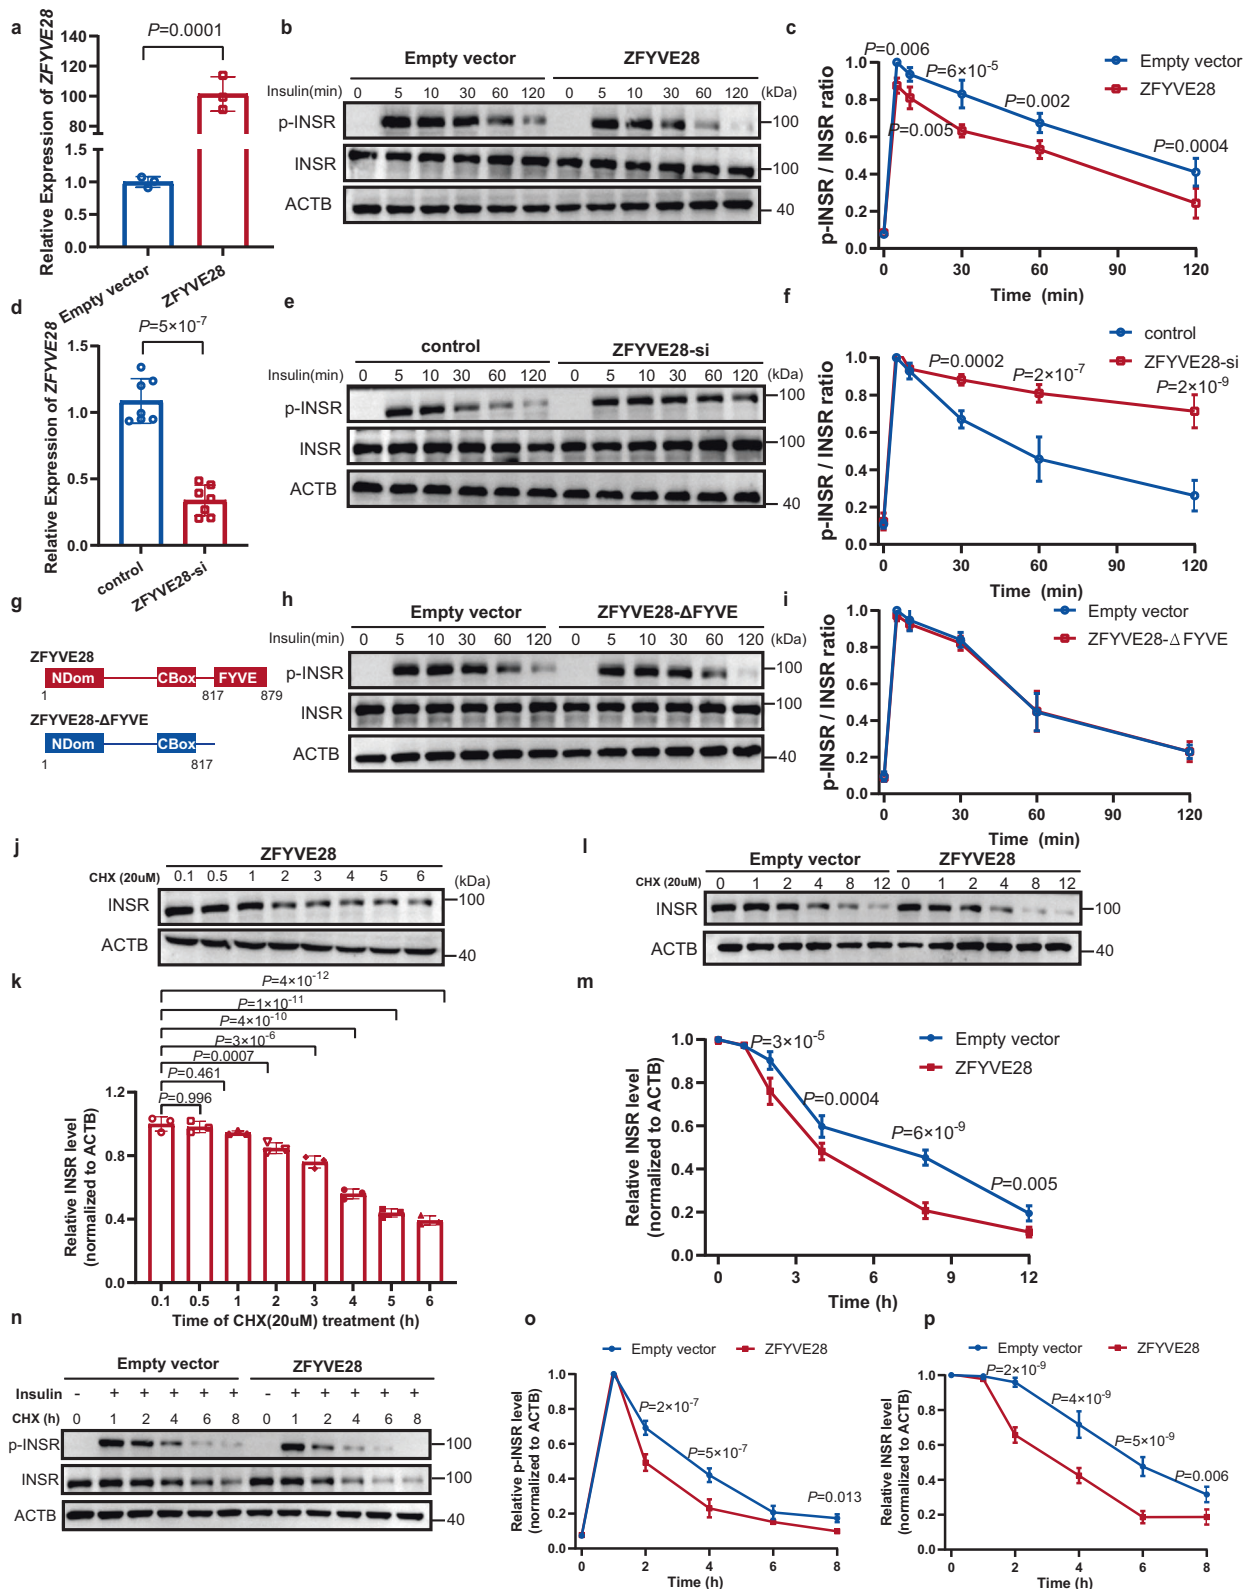 a
P=0.0001
Relative Expression of ZFYVE28
140
120
100
80
1.5
1.0
0.5
0.0
Empty vector
ZFYVE28
b
Empty vector ZFYVE28
Insulin(min) 0 5 10 30 60 120 0 5 10 30 60 120 (kDa)
p-INSR 100
INSR 100
ACTB 40
c
Empty vector
ZFYVE28
P=0.006
P=6×10-5
P=0.002
P=0.005
P=0.0004
p-INSR / INSR ratio
1.0
0.8
0.6
0.4
0.2
0.0
0 30 60 90 120
Time (min)
d
P=5×10-7
Relative Expression of ZFYVE28
1.5
1.0
0.5
0.0
control
ZFYVE28-si
e
control ZFYVE28-si
Insulin(min) 0 5 10 30 60 120 0 5 10 30 60 120 (kDa)
p-INSR 100
INSR 100
ACTB 40
f
control
ZFYVE28-si
P=0.0002
P=2×10-7
P=2×10-9
p-INSR / INSR ratio
1.0
0.8
0.6
0.4
0.2
0.0
0 30 60 90 120
Time (min)
g
ZFYVE28
NDom CBox FYVE
1 817 879
ZFYVE28-ΔFYVE
NDom CBox
1 817
h
Empty vector ZFYVE28-ΔFYVE
Insulin(min) 0 5 10 30 60 120 0 5 10 30 60 120 (kDa)
p-INSR 100
INSR 100
ACTB 40
i
Empty vector
ZFYVE28-Δ FYVE
p-INSR / INSR ratio
1.0
0.8
0.6
0.4
0.2
0.0
0 30 60 90 120
Time (min)
j
ZFYVE28
CHX (20uM) 0.1 0.5 1 2 3 4 5 6 (kDa)
INSR 100
ACTB 40
k
P=4×10-12
P=1×10-11
P=4×10-10
P=3×10-6
P=0.0007
P=0.461
P=0.996
Relative INSR level
(normalized to ACTB)
1.2
0.8
0.4
0.0
0.1 0.5 1 2 3 4 5 6
Time of CHX(20uM) treatment (h)
l
Empty vector ZFYVE28
CHX (20uM) 0 1 2 4 8 12 0 1 2 4 8 12
INSR 100
ACTB 40
m
Empty vector
ZFYVE28
P=3×10-5
P=0.0004
P=6×10-9
P=0.005
Relative INSR level
(normalized to ACTB)
1.0
0.8
0.6
0.4
0.2
0.0
0 3 6 9 12
Time (h)
n
Empty vector ZFYVE28
Insulin - + + + + + - + + + + +
CHX (h) 0 1 2 4 6 8 0 1 2 4 6 8
p-INSR 100
INSR 100
ACTB 40
o
Empty vector ZFYVE28
P=2×10-7
P=5×10-7
P=0.013
Relative p-INSR level
(normalized to ACTB)
1.0
0.8
0.6
0.4
0.2
0.0
0 2 4 6 8
Time (h)
p
Empty vector ZFYVE28
P=2×10-9
P=4×10-9
P=5×10-9
P=0.006
Relative INSR level
(normalized to ACTB)
1.0
0.8
0.6
0.4
0.2
0.0
0 2 4 6 8
Time (h)